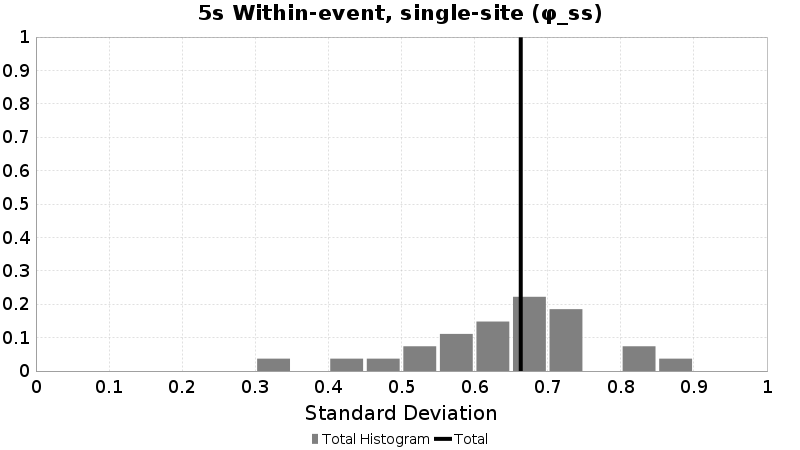 5s Within-event, single-site (φ_ss)
1
0.9
0.8
0.7
0.6
0.5
0.4
0.3
0.2
0.1
0
0 0.1 0.2 0.3 0.4 0.5 0.6 0.7 0.8 0.9 1
Standard Deviation
Total Histogram Total